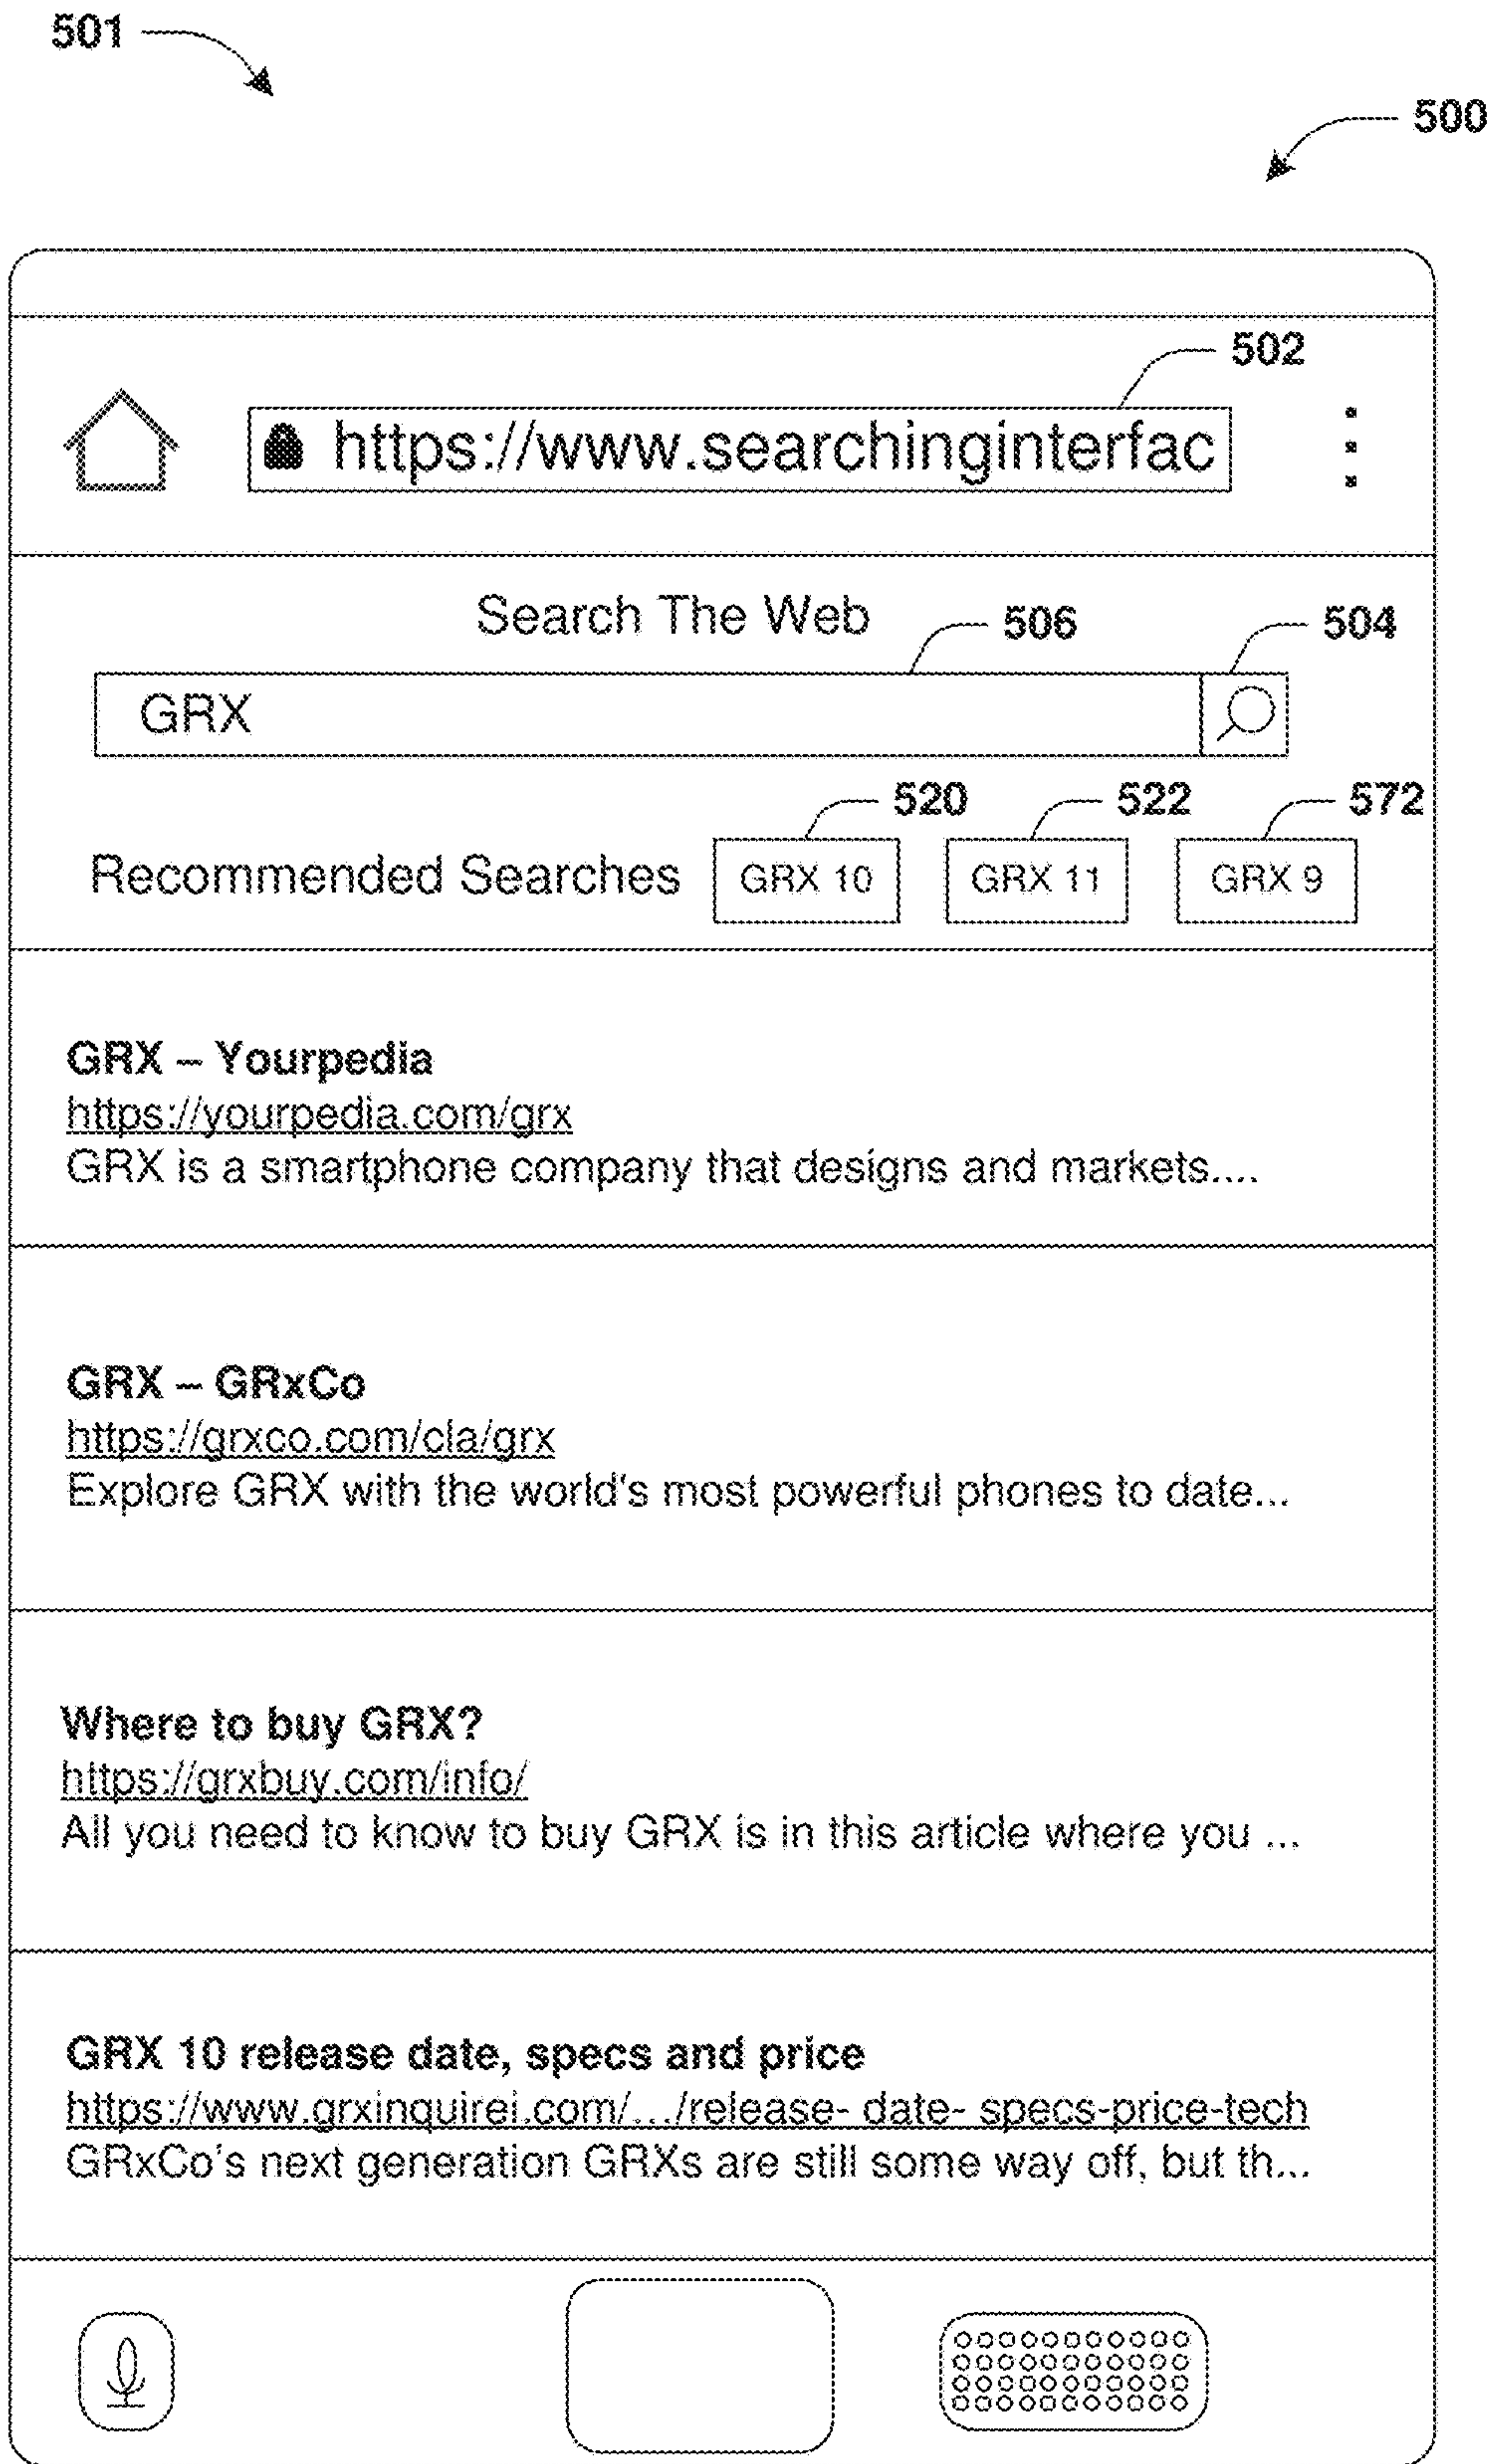 501
500
502
https://www.searchinginterfac
Search The Web
506
504
GRX
520
522
572
Recommended Searches
GRX 10
GRX 11
GRX 9
GRX – Yourpedia
https://yourpedia.com/grx
GRX is a smartphone company that designs and markets....
GRX – GRxCo
https://grxco.com/cla/grx
Explore GRX with the world's most powerful phones to date...
Where to buy GRX?
https://grxbuy.com/info/
All you need to know to buy GRX is in this article where you ...
GRX 10 release date, specs and price
https://www.grxinquirei.com/.../release- date- specs-price-tech
GRxCo's next generation GRXs are still some way off, but th...